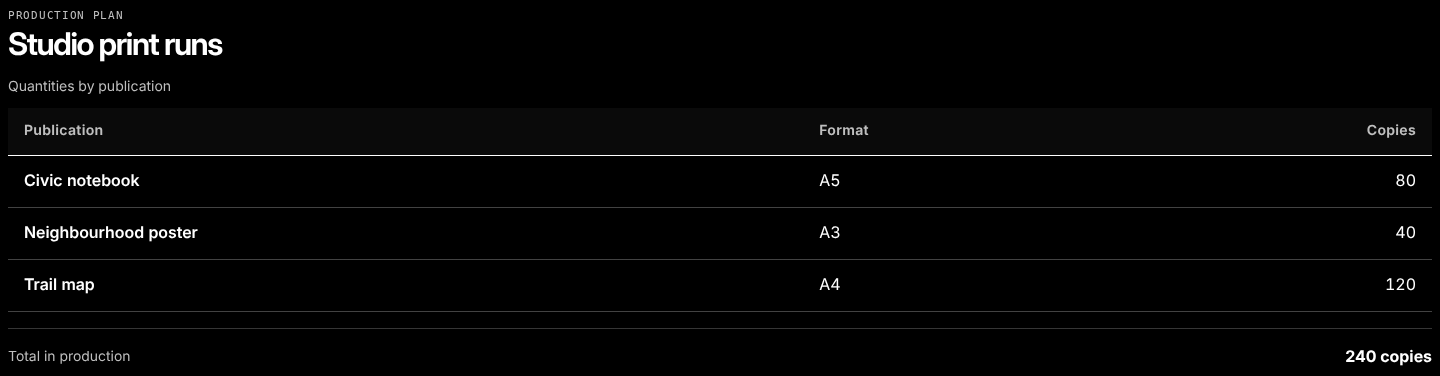 PRODUCTION PLAN
Studio print runs
Quantities by publication
Publication Format Copies
Civic notebook A5 80
Neighbourhood poster A3 40
Trail map A4 120
Total in production 240 copies